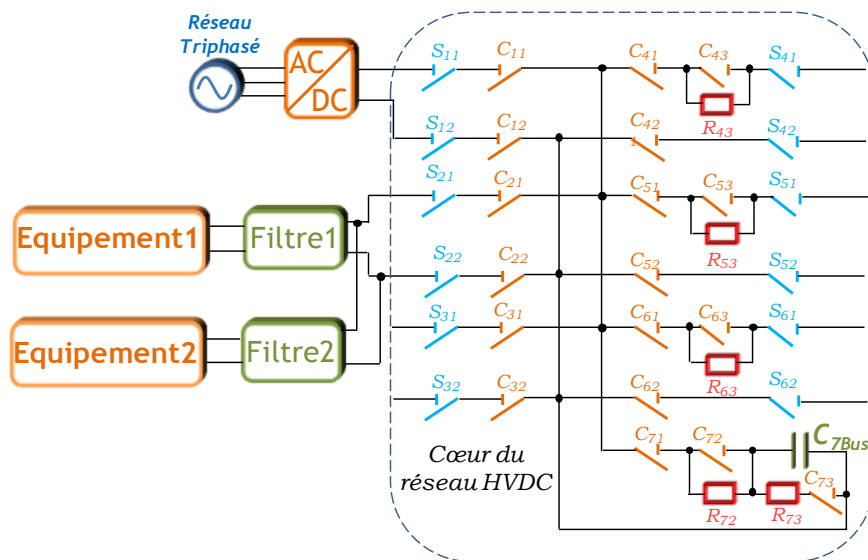 Réseau
Triphasé
AC
DC
S11 C11 C41 C43 S41
R43
S12 C12 C42 S42
S21 C21 C51 C53 S51
R53
Equipement1 Filtre1
S22 C22 C52 S52
S31 C31 C61 C63 S61
R63
Equipement2 Filtre2
S32 C32 C62 S62
C71 C72 C7Bus
Cœur du
réseau HVDC
C73
R72 R73